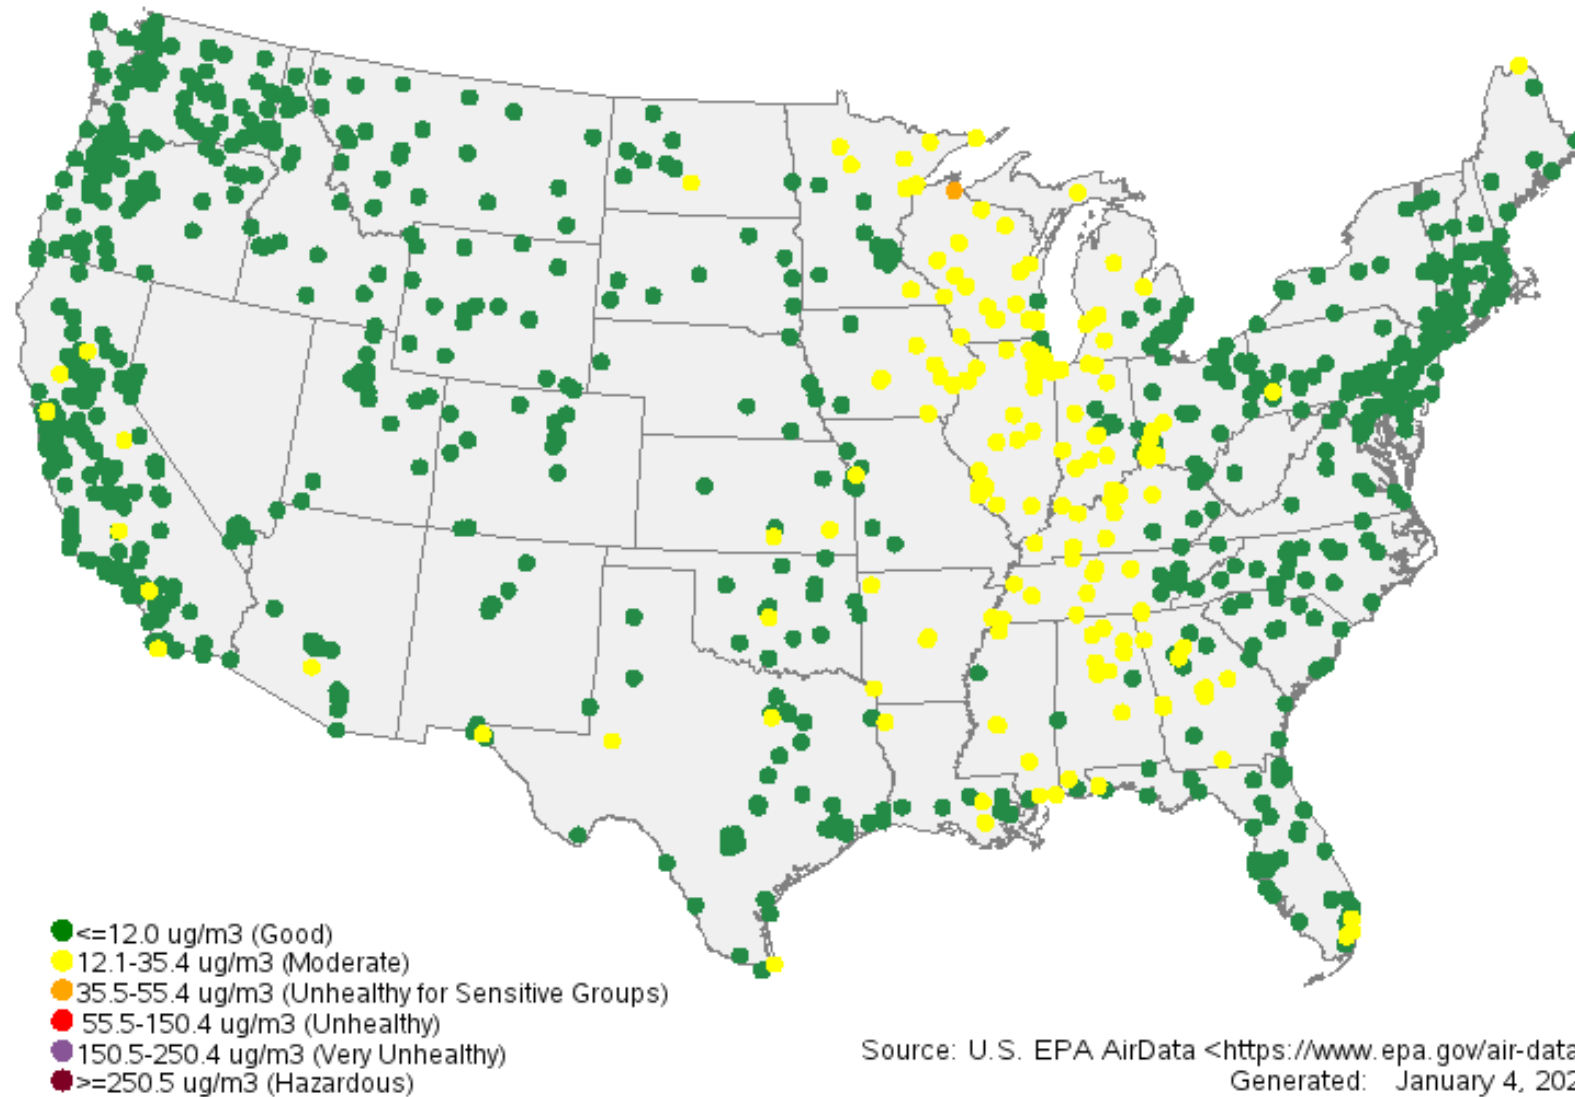 <=12.0 ug/m3 (Good)
12.1-35.4 ug/m3 (Moderate)
35.5-55.4 ug/m3 (Unhealthy for Sensitive Groups)
55.5-150.4 ug/m3 (Unhealthy)
150.5-250.4 ug/m3 (Very Unhealthy)
>=250.5 ug/m3 (Hazardous)
Source: U.S. EPA AirData <https://www.epa.gov/air-data
Generated: January 4, 202